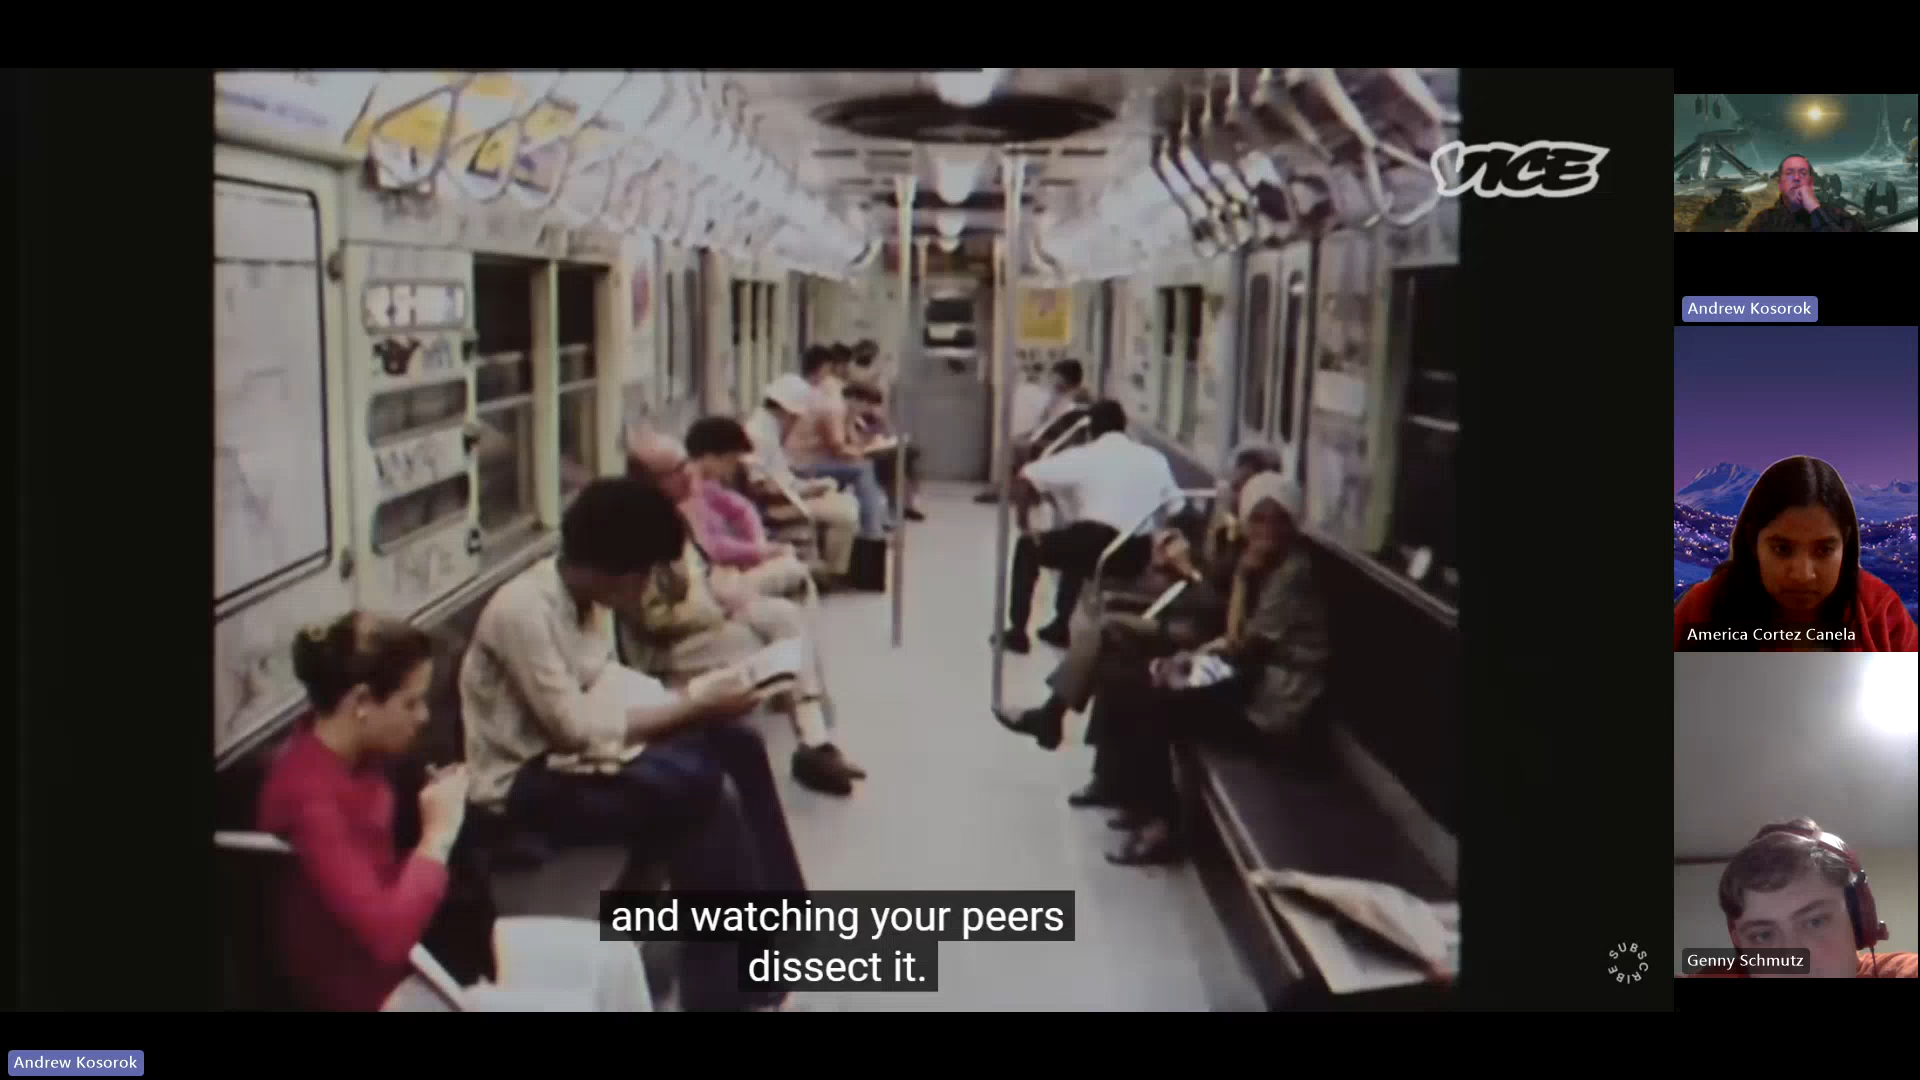 VICE
Andrew Kosorok
America Cortez Canela
and watching your peers
dissect it.
Genny Schmutz
SUBSCRIBE
Andrew Kosorok